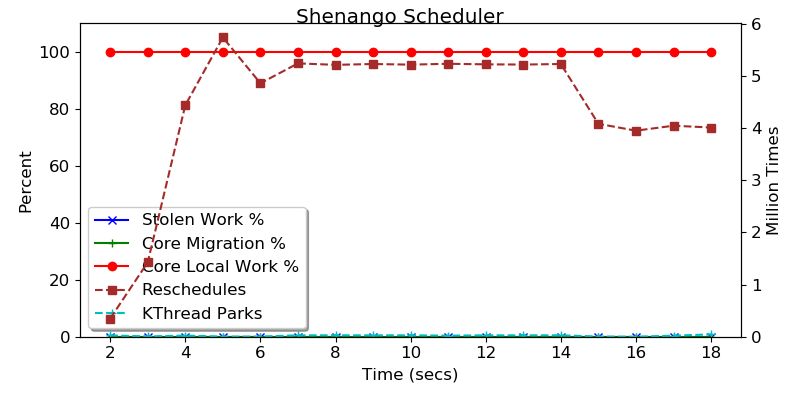 Shenango Scheduler
100
80
60
40
20
0
Percent
6
5
4
3
2
1
0
Million Times
Stolen Work %
Core Migration %
Core Local Work %
Reschedules
KThread Parks
2 4 6 8 10 12 14 16 18
Time (secs)